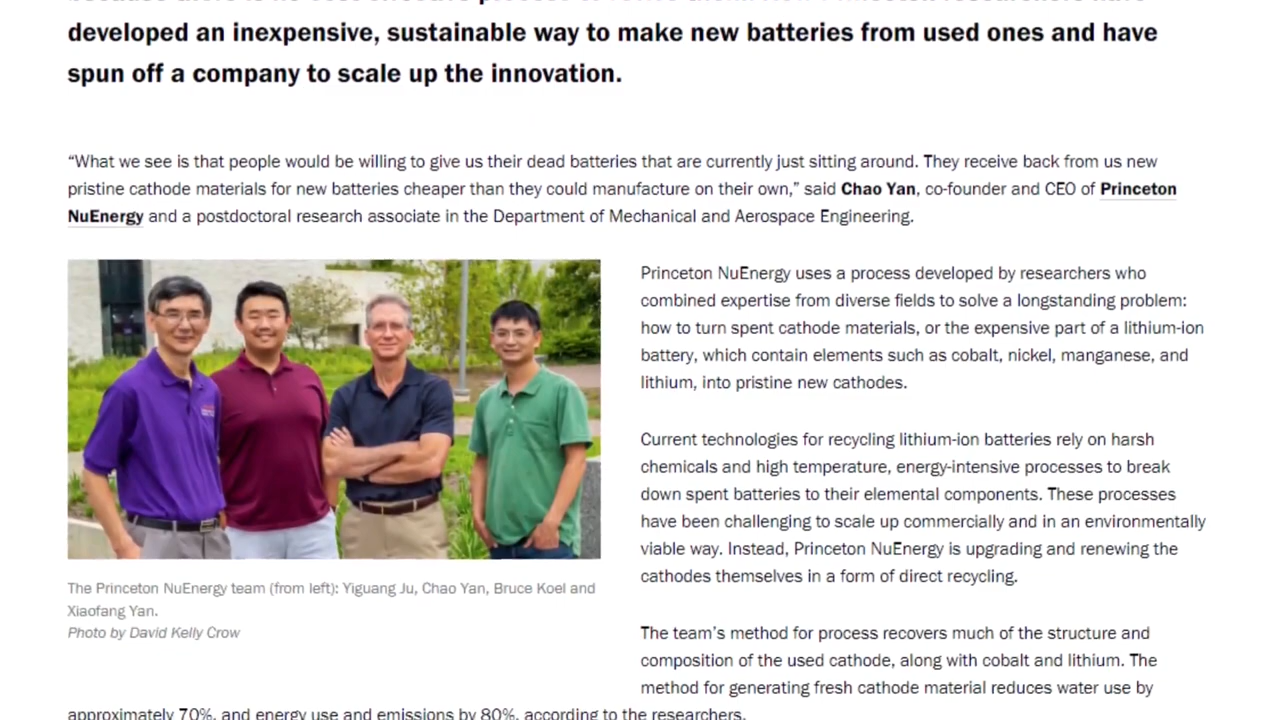 developed an inexpensive, sustainable way to make new batteries from used ones and have
spun off a company to scale up the innovation.
“What we see is that people would be willing to give us their dead batteries that are currently just sitting around. They receive back from us new
pristine cathode materials for new batteries cheaper than they could manufacture on their own,” said Chao Yan, co-founder and CEO of Princeton
NuEnergy and a postdoctoral research associate in the Department of Mechanical and Aerospace Engineering.
Princeton NuEnergy uses a process developed by researchers who
combined expertise from diverse fields to solve a longstanding problem:
how to turn spent cathode materials, or the expensive part of a lithium-ion
battery, which contain elements such as cobalt, nickel, manganese, and
lithium, into pristine new cathodes.
Current technologies for recycling lithium-ion batteries rely on harsh
chemicals and high temperature, energy-intensive processes to break
down spent batteries to their elemental components. These processes
have been challenging to scale up commercially and in an environmentally
viable way. Instead, Princeton NuEnergy is upgrading and renewing the
cathodes themselves in a form of direct recycling.
The Princeton NuEnergy team (from left): Yiguang Ju, Chao Yan, Bruce Koel and
Xiaofang Yan.
Photo by David Kelly Crow
The team’s method for process recovers much of the structure and
composition of the used cathode, along with cobalt and lithium. The
method for generating fresh cathode material reduces water use by
approximately 70%, and energy use and emissions by 80%, according to the researchers.